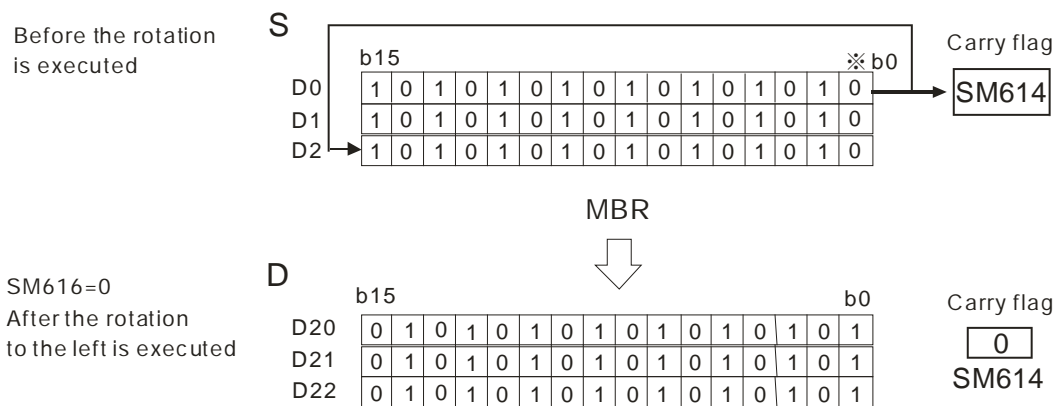 S
Before the rotation
is executed
Carry flag
b15 ※ b0
D0 1 0 1 0 1 0 1 0 1 0 1 0 1 0 1 0
SM614
D1 1 0 1 0 1 0 1 0 1 0 1 0 1 0 1 0
D2 1 0 1 0 1 0 1 0 1 0 1 0 1 0 1 0
MBR
D
SM616=0
After the rotation
to the left is executed
b15 b0
Carry flag
D20 0 1 0 1 0 1 0 1 0 1 0 1 0 1 0 1
0
D21 0 1 0 1 0 1 0 1 0 1 0 1 0 1 0 1
SM614
D22 0 1 0 1 0 1 0 1 0 1 0 1 0 1 0 1